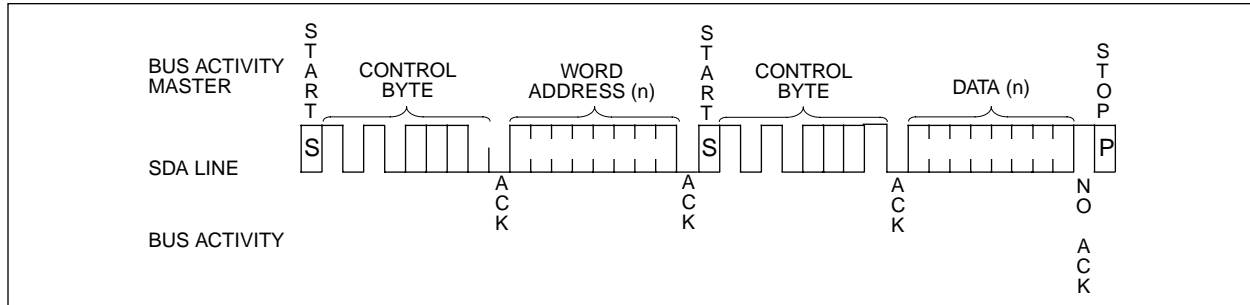 BUS ACTIVITY
MASTER
START
CONTROL
BYTE
WORD
ADDRESS (n)
START
CONTROL
BYTE
DATA (n)
STOP
SDA LINE
S
S
P
ACK
ACK
ACK
NO ACK
BUS ACTIVITY